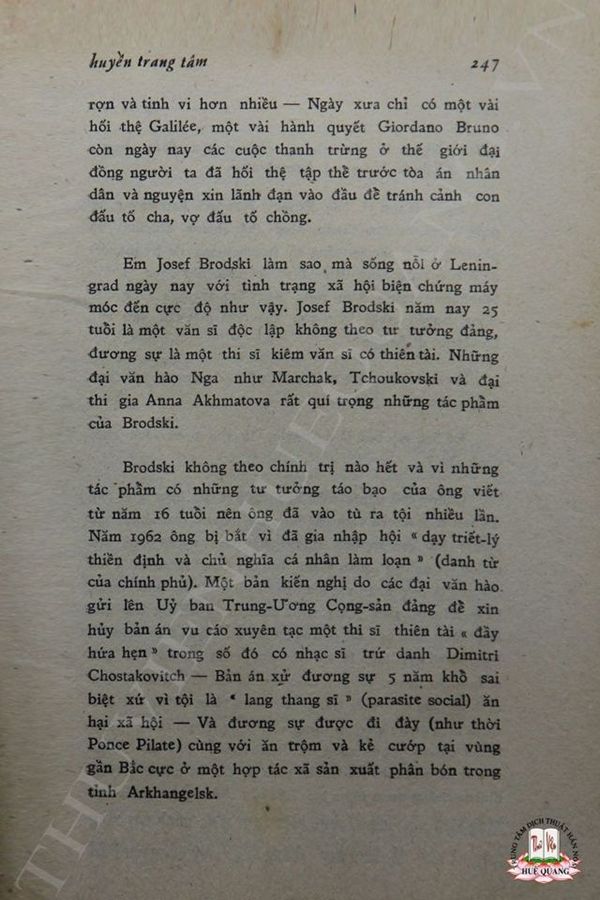 huyền trang tâm 247
rợn và tinh vi hơn nhiều — Ngày xưa chỉ có một vài
hối thệ Galilée, một vài hành quyết Giordano Bruno
còn ngày nay các cuộc thanh trừng ở thế giới đại
đồng người ta đã hối thệ tập thể trước tòa án nhân
dân và nguyện xin lãnh đạn vào đầu để tránh cảnh con
đấu tố cha, vợ đấu tố chồng.
Em Josef Brodski làm sao mà sống nổi ở Lenin-
grad ngày nay với tình trạng xã hội biện chứng máy
móc đến cực độ như vậy. Josef Brodski năm nay 25
tuổi là một văn sĩ độc lập không theo tư tưởng đảng,
đương sự là một thi sĩ kiêm văn sĩ có thiên tài. Những
đại văn hào Nga như Marchak, Tchoukovski và đại
thi gia Anna Akhmatova rất quí trọng những tác phẩm
của Brodski.
Brodski không theo chính trị nào hết và vì những
tác phẩm có những tư tưởng táo bạo của ông viết
từ năm 16 tuổi nên ông đã vào tù ra tội nhiều lần.
Năm 1962 ông bị bắt vì đã gia nhập hội « dạy triết-lý
thiền định và chủ nghĩa cá nhân làm loạn » (danh từ
của chính phủ). Một bản kiến nghị do các đại văn hào
gửi lên Uỷ ban Trung-Ương Cọng-sản đảng để xin
hủy bản án vu cáo xuyên tạc một thi sĩ thiên tài « đầy
hứa hẹn » trong số đó có nhạc sĩ trứ danh Dimitri
Chostakovitch — Bản án xử đương sự 5 năm khổ sai
biệt xứ vì tội là « lang thang sĩ » (parasite social) ăn
hại xã hội — Và đương sự được đi đày (như thời
Ponce Pilate) cùng với ăn trộm và kẻ cướp tại vùng
gần Bắc cực ở một hợp tác xã sản xuất phân bón trong
tỉnh Arkhangelsk.
TRUNG TÂM DỊCH THUẬT HÁN NÔM
HUỆ QUANG